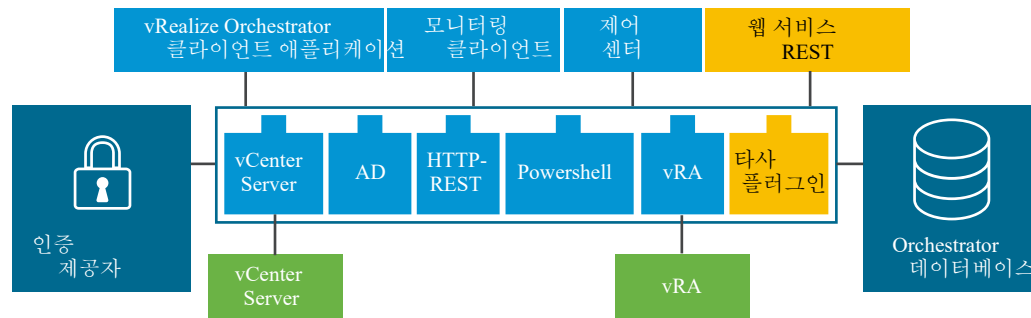 vRealize Orchestrator
클라이언트 애플리케이션
모니터링
클라이언트
제어
센터
웹 서비스
REST
인증
제공자
vCenter
Server
AD
HTTP-
REST
Powershell
vRA
타사
플러그인
Orchestrator
데이터베이스
vCenter
Server
vRA